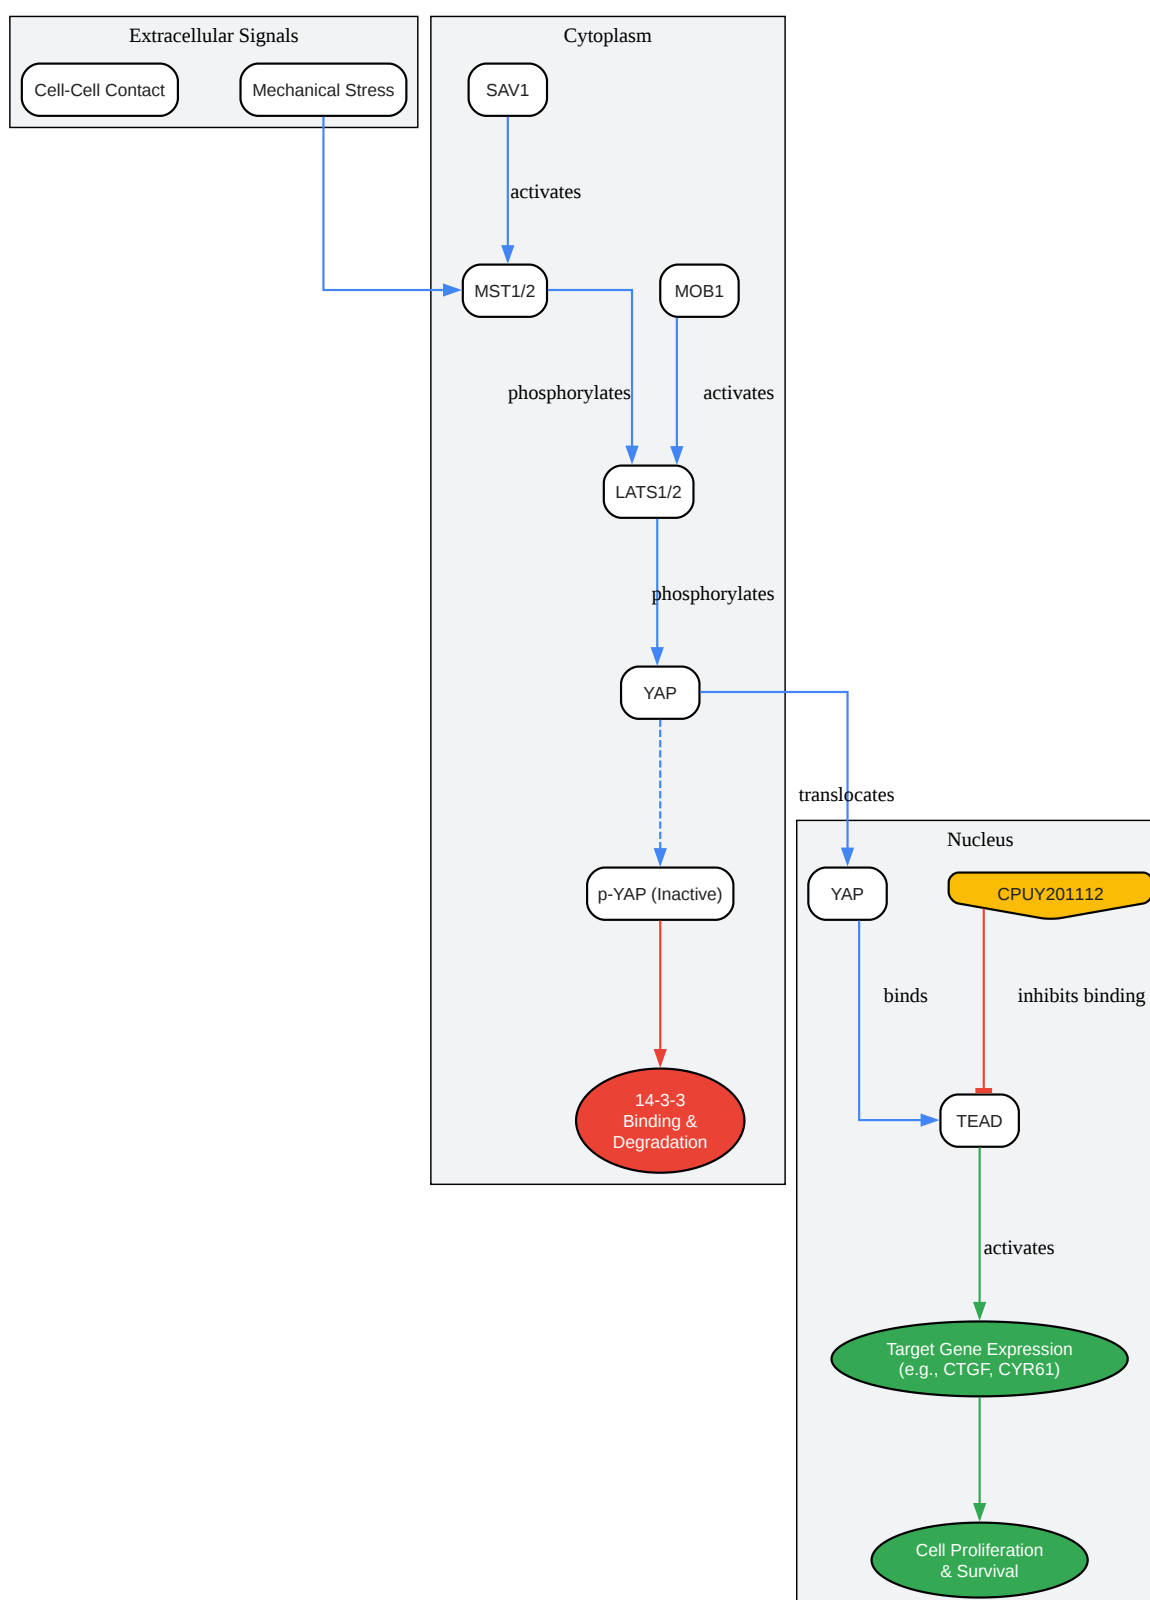 Extracellular Signals
Cytoplasm
Cell-Cell Contact
Mechanical Stress
SAV1
activates
MST1/2
MOB1
phosphorylates
activates
LATS1/2
phosphorylates
YAP
translocates
Nucleus
p-YAP (Inactive)
YAP
CPUY201112
binds
inhibits binding
14-3-3
Binding &
Degradation
TEAD
activates
Target Gene Expression
(e.g., CTGF, CYR61)
Cell Proliferation
& Survival